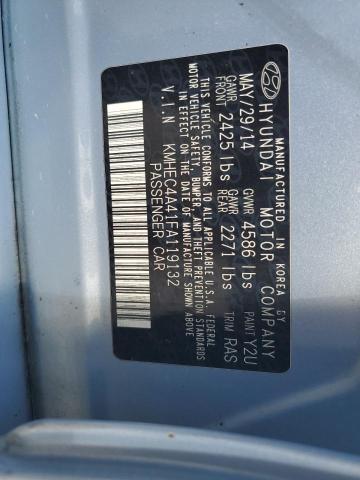 MANUFACTURED IN KOREA BY
HYUNDAI MOTOR COMPANY
MAY/29/14 GVWR 4586 lbs PAINT Y2U
GAWR FRONT 2425 lbs GAWR REAR 2271 lbs TRIM RAS
THIS VEHICLE CONFORMS TO ALL APPLICABLE U.S.A. FEDERAL
MOTOR VEHICLE SAFETY, BUMPER, AND THEFT PREVENTION STANDARDS
IN EFFECT ON THE DATE OF MANUFACTURE SHOWN ABOVE.
V.I.N KMHEC4A41FA119132
PASSENGER CAR